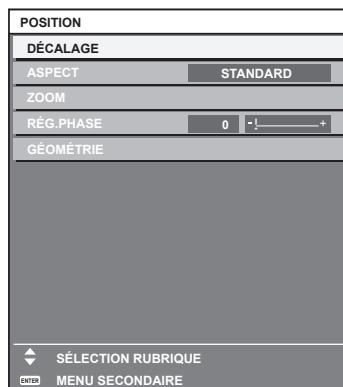 POSITION
DÉCALAGE
ASPECT STANDARD
ZOOM
RÉG.PHASE 0 - +
GÉOMÉTRIE
SÉLECTION RUBRIQUE
ENTER MENU SECONDAIRE